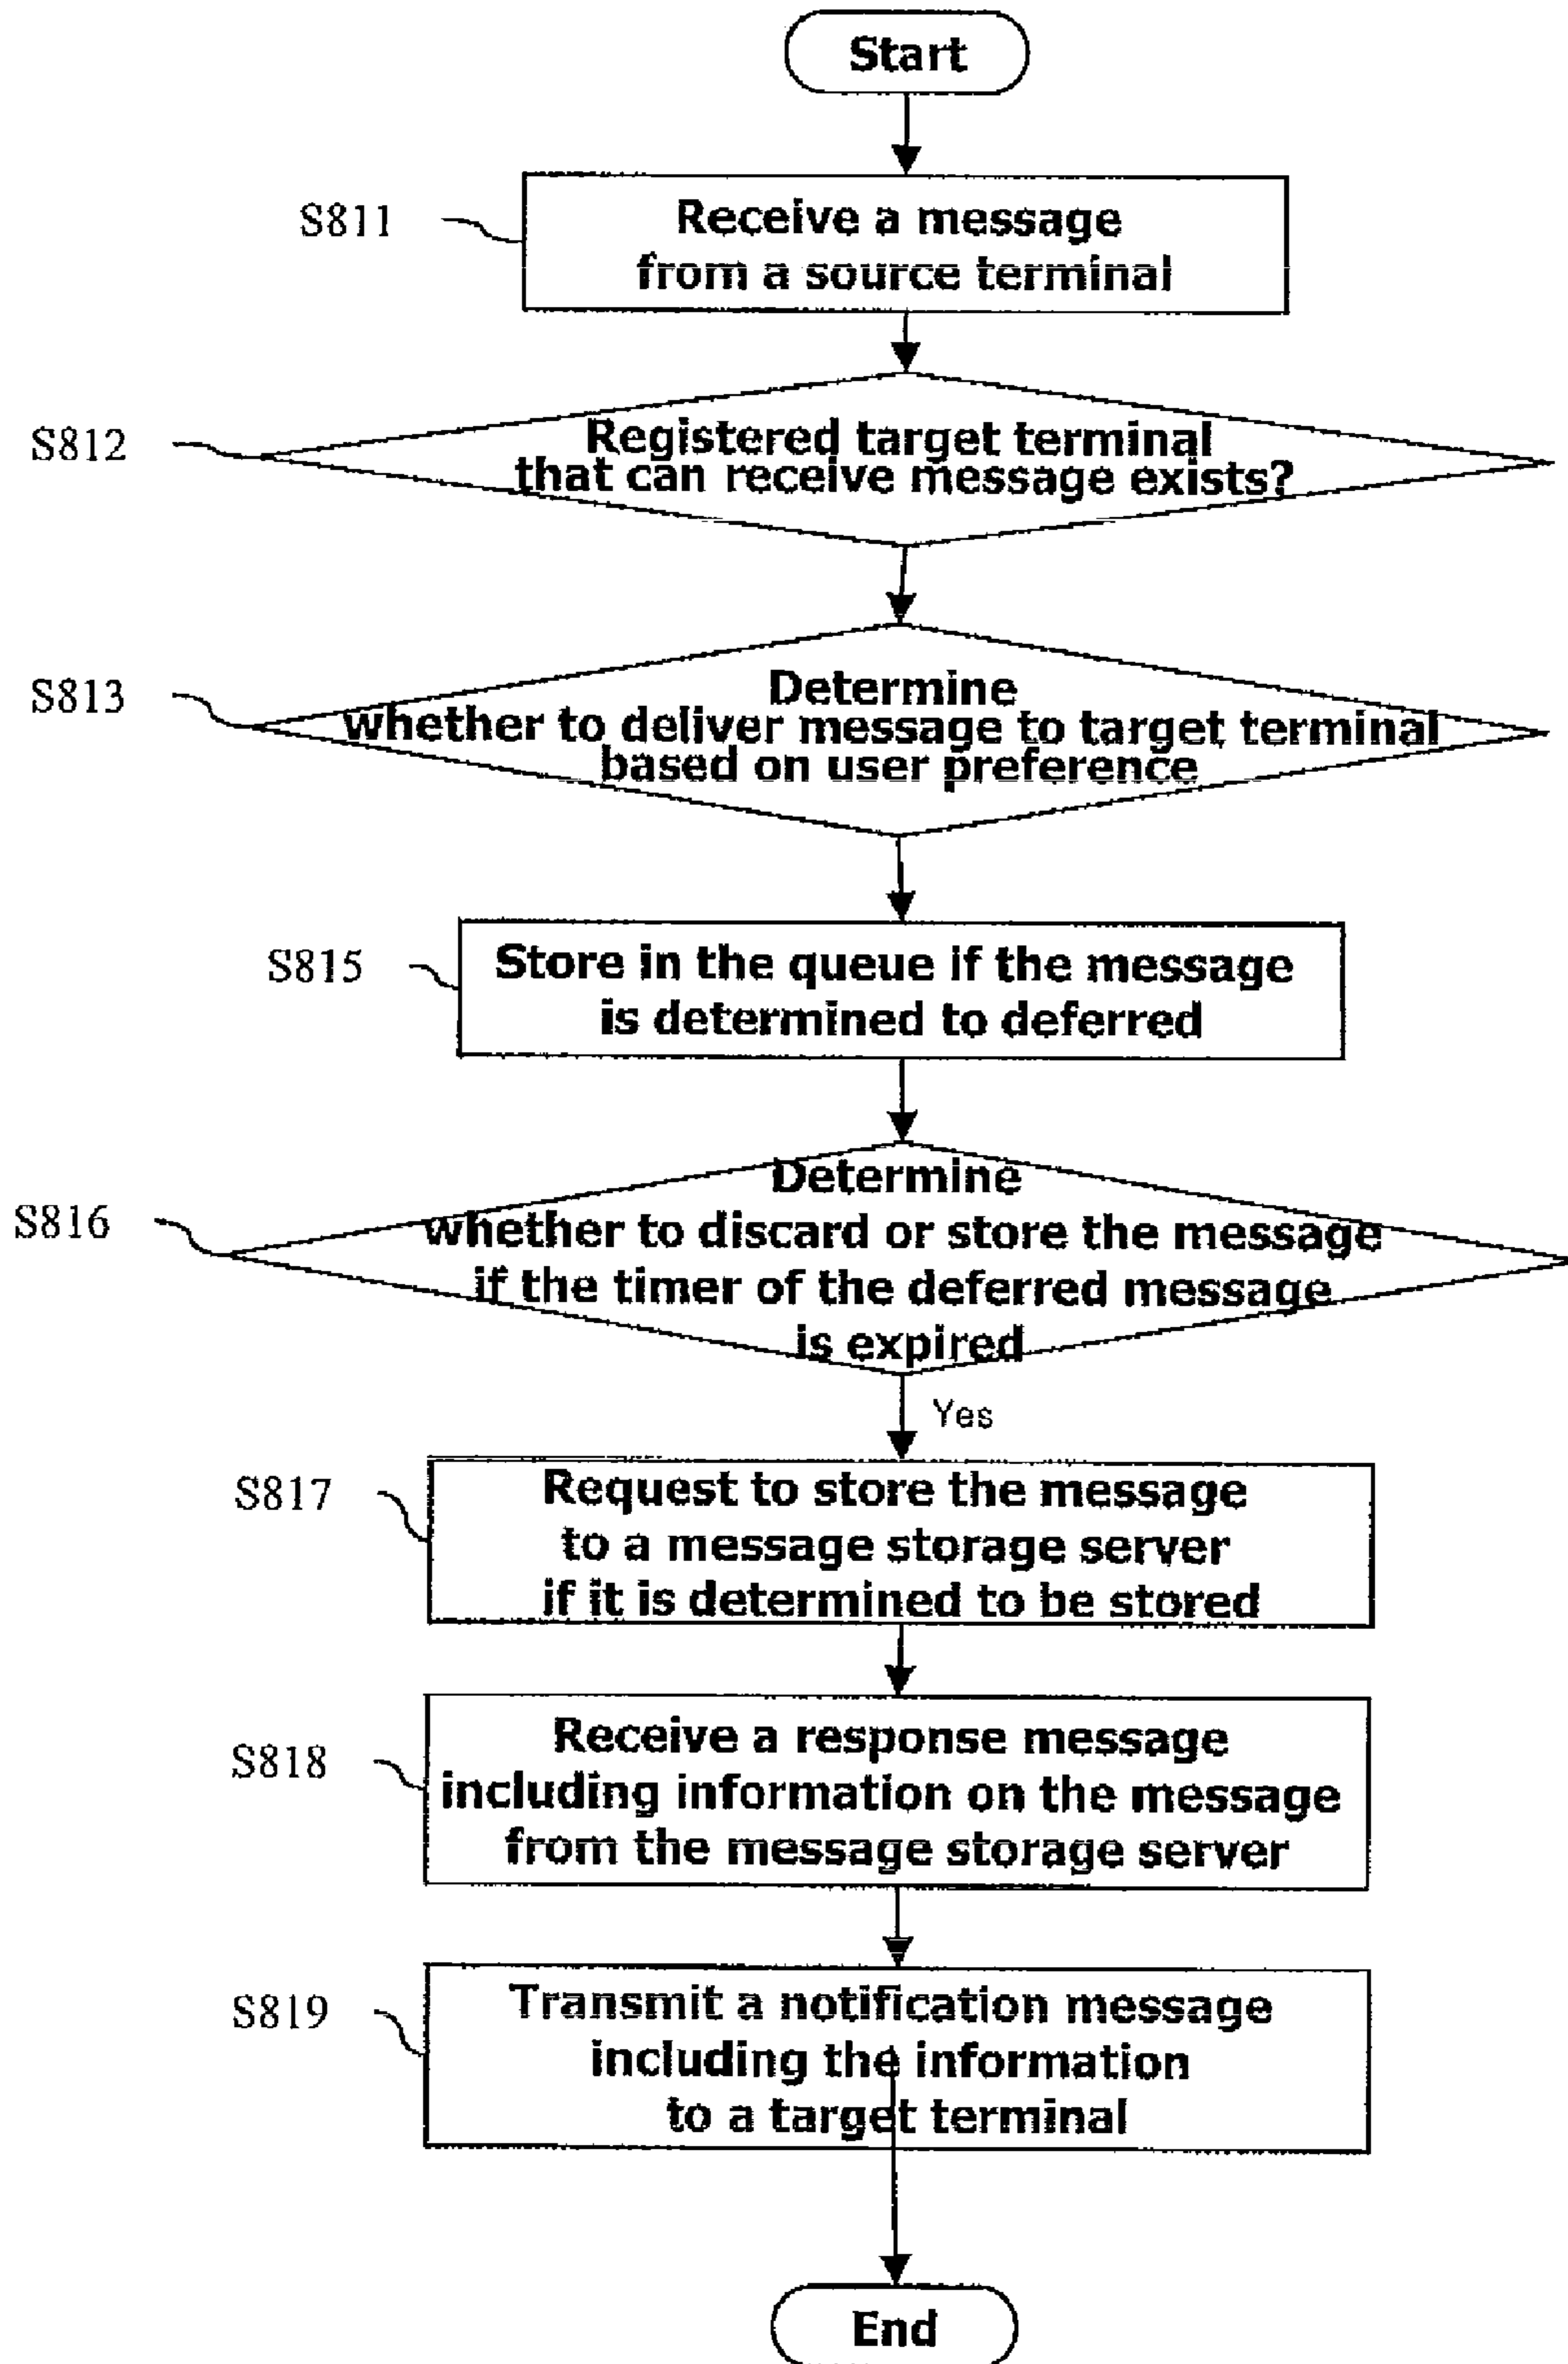 Start
S811
Receive a message
from a source terminal
S812
Registered target terminal
that can receive message exists?
S813
Determine
whether to deliver message to target terminal
based on user preference
S815
Store in the queue if the message
is determined to deferred
S816
Determine
whether to discard or store the message
if the timer of the deferred message
is expired
Yes
S817
Request to store the message
to a message storage server
if it is determined to be stored
S818
Receive a response message
including information on the message
from the message storage server
S819
Transmit a notification message
including the information
to a target terminal
End